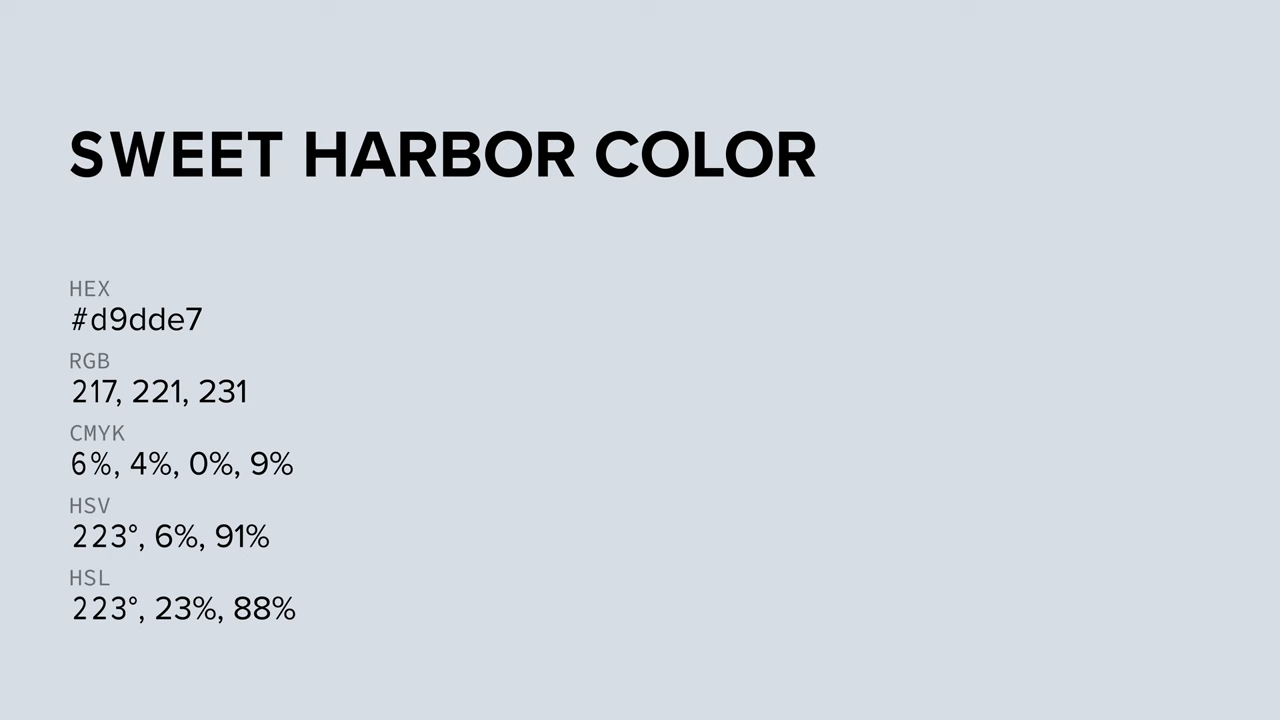 SWEET HARBOR COLOR
HEX
#d9dde7
RGB
217, 221, 231
CMYK
6%, 4%, 0%, 9%
HSV
223°, 6%, 91%
HSL
223°, 23%, 88%